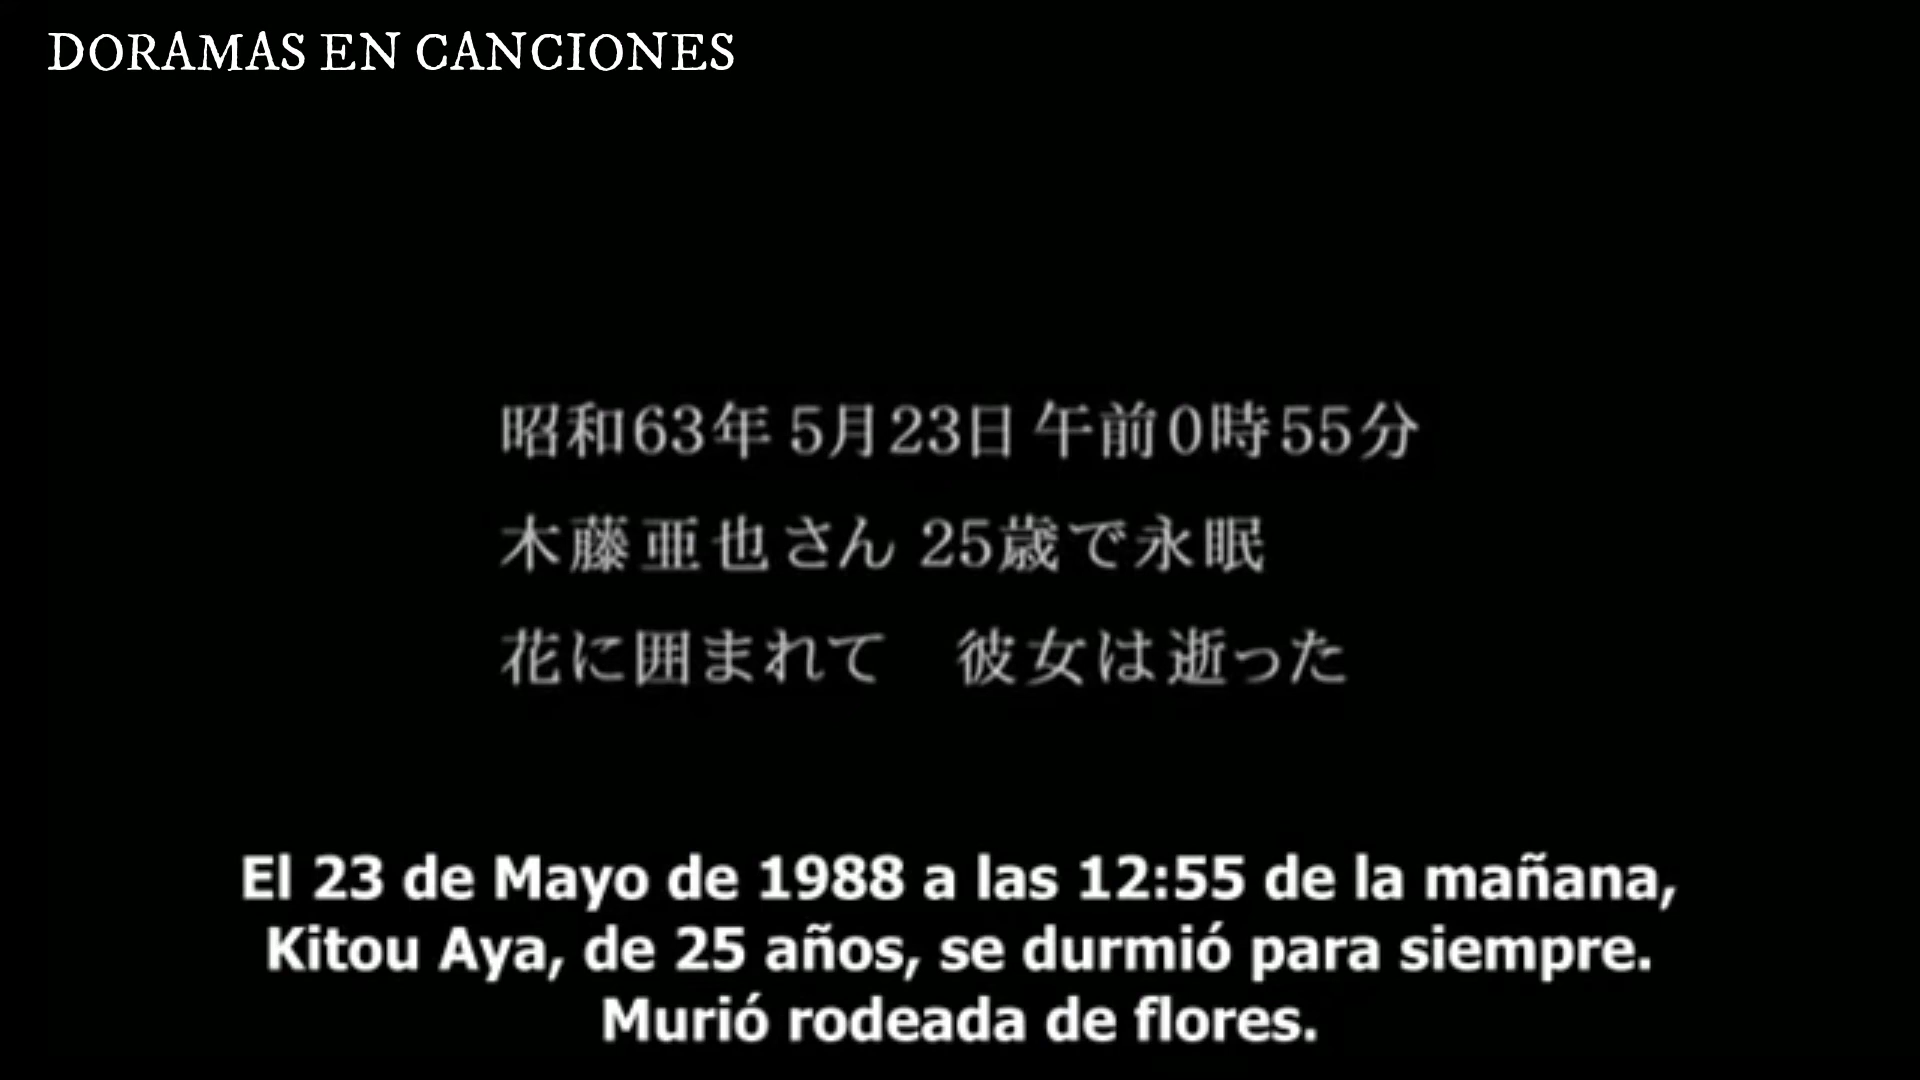 DORAMAS EN CANCIONES
昭和63年 5月23日 午前0時55分
木藤亜也さん 25歳で永眠
花に囲まれて　彼女は逝った
El 23 de Mayo de 1988 a las 12:55 de la mañana,
Kitou Aya, de 25 años, se durmió para siempre.
Murió rodeada de flores.